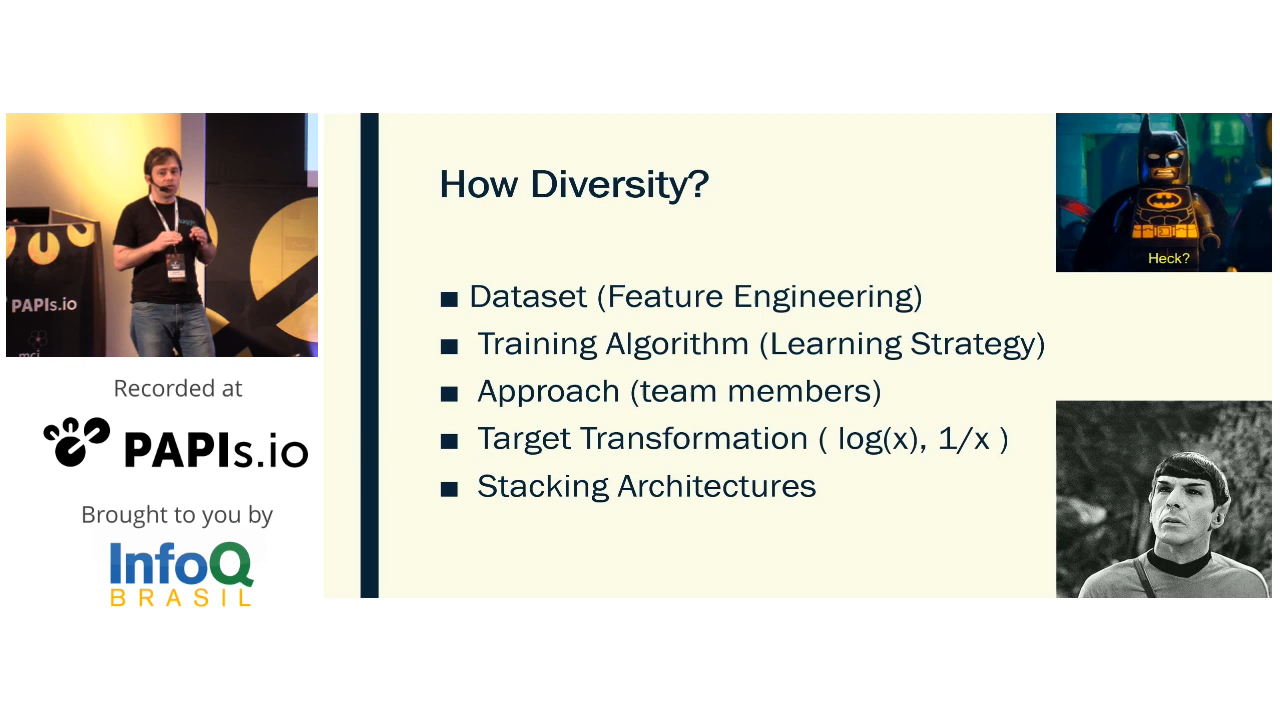 PAPIs.io
mci
Recorded at
PAPIs.io
Brought to you by
InfoQ
BRASIL
How Diversity?
■ Dataset (Feature Engineering)
■ Training Algorithm (Learning Strategy)
■ Approach (team members)
■ Target Transformation ( log(x), 1/x )
■ Stacking Architectures
Heck?